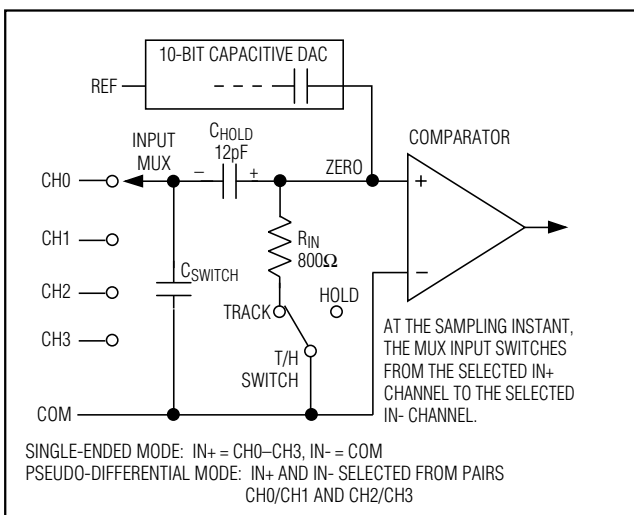 10-BIT CAPACITIVE DAC
REF
CHOLD
12pF
INPUT
MUX
COMPARATOR
− +
ZERO
+
CH0
RIN
800Ω
CH1
CSWITCH
−
CH2
HOLD
TRACK
CH3
T/H
SWITCH
AT THE SAMPLING INSTANT,
THE MUX INPUT SWITCHES
FROM THE SELECTED IN+
CHANNEL TO THE SELECTED
IN- CHANNEL.
COM
SINGLE-ENDED MODE: IN+ = CH0–CH3, IN- = COM
PSEUDO-DIFFERENTIAL MODE: IN+ AND IN- SELECTED FROM PAIRS
CH0/CH1 AND CH2/CH3